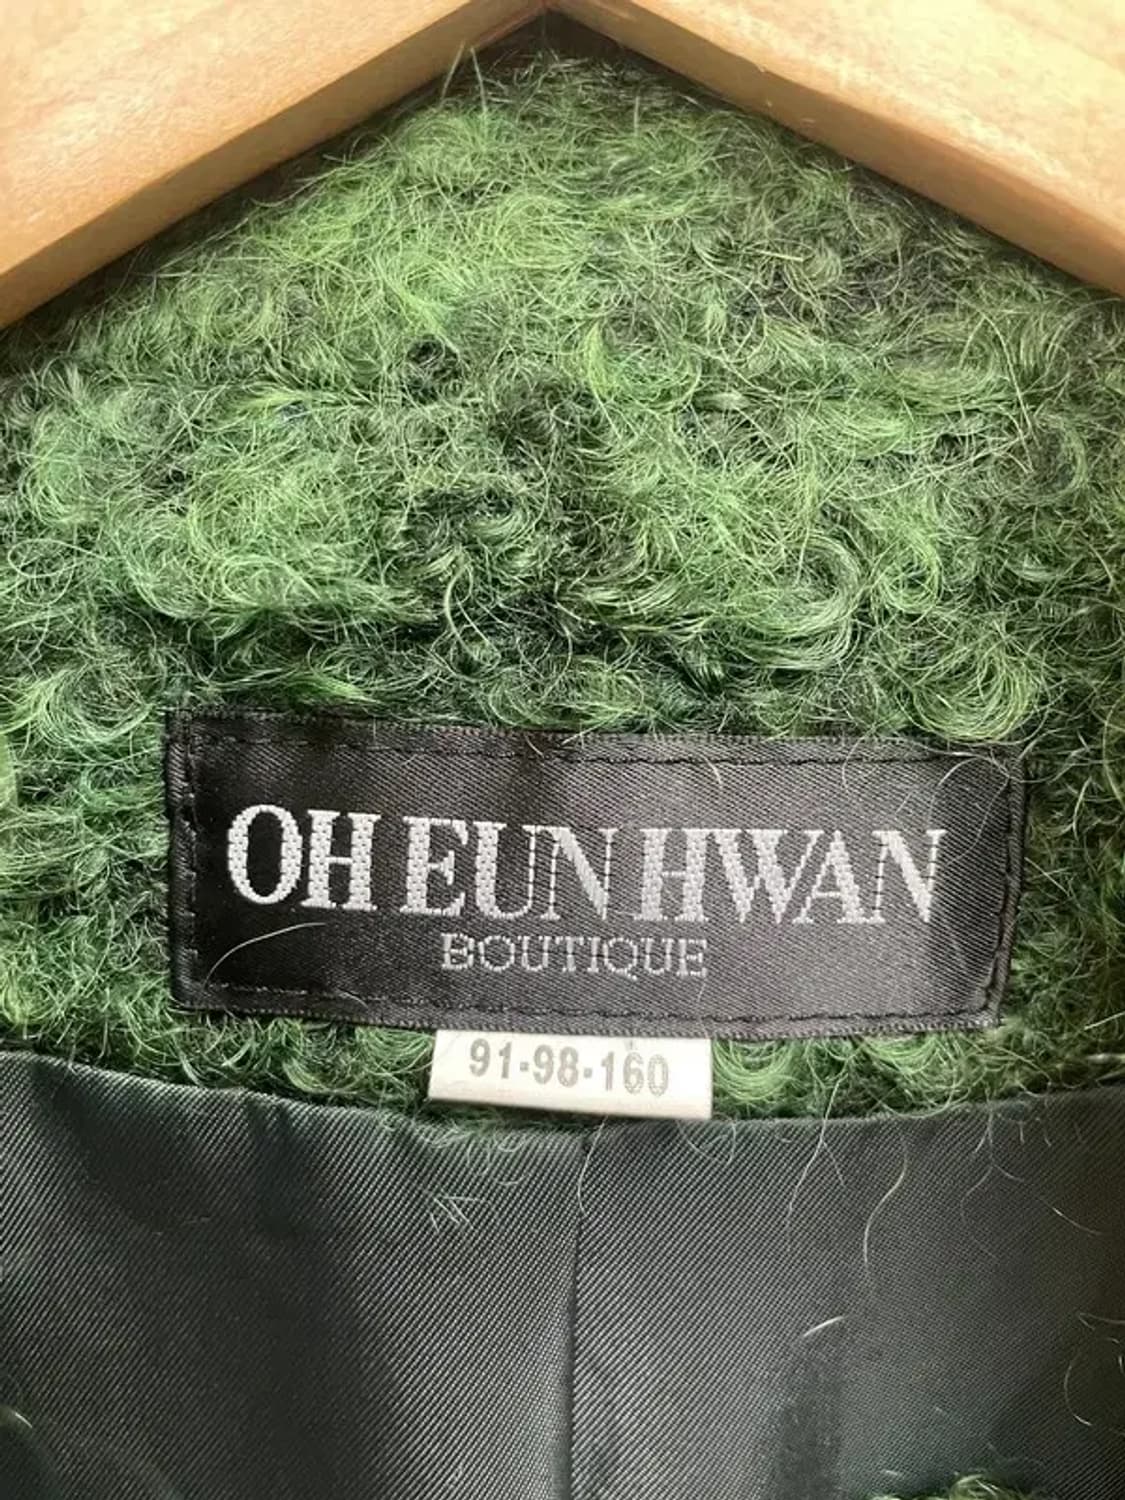 OH EUN HWAN
BOUTIQUE
91-98-160